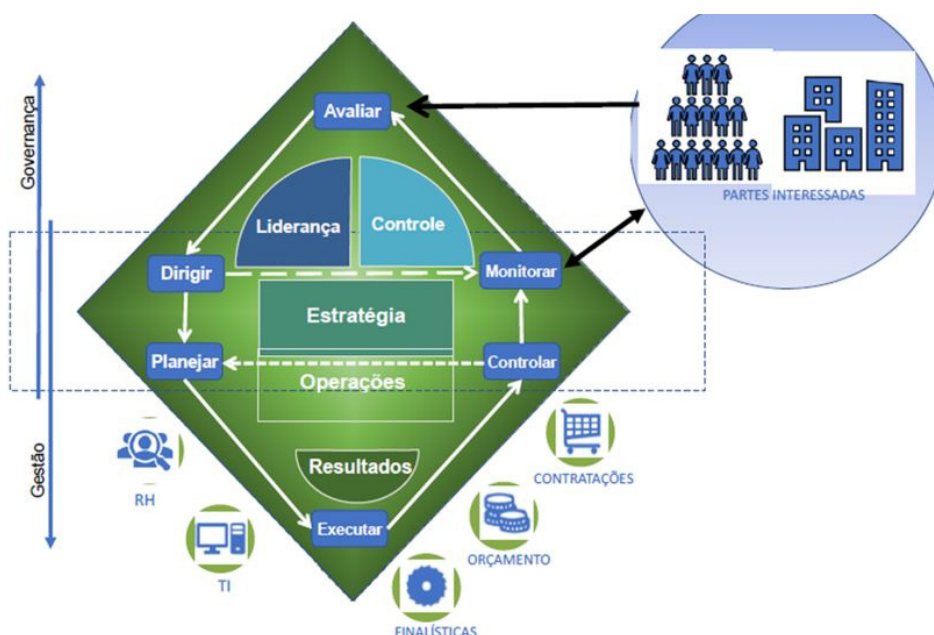 Governança
Gestão
Avaliar
Liderança
Controle
Dirigir
Monitorar
Estratégia
Planejar
Controlar
Operações
Resultados
Executar
PARTES INTERESSADAS
RH
TI
FINALÍSTICAS
ORÇAMENTO
CONTRATAÇÕES